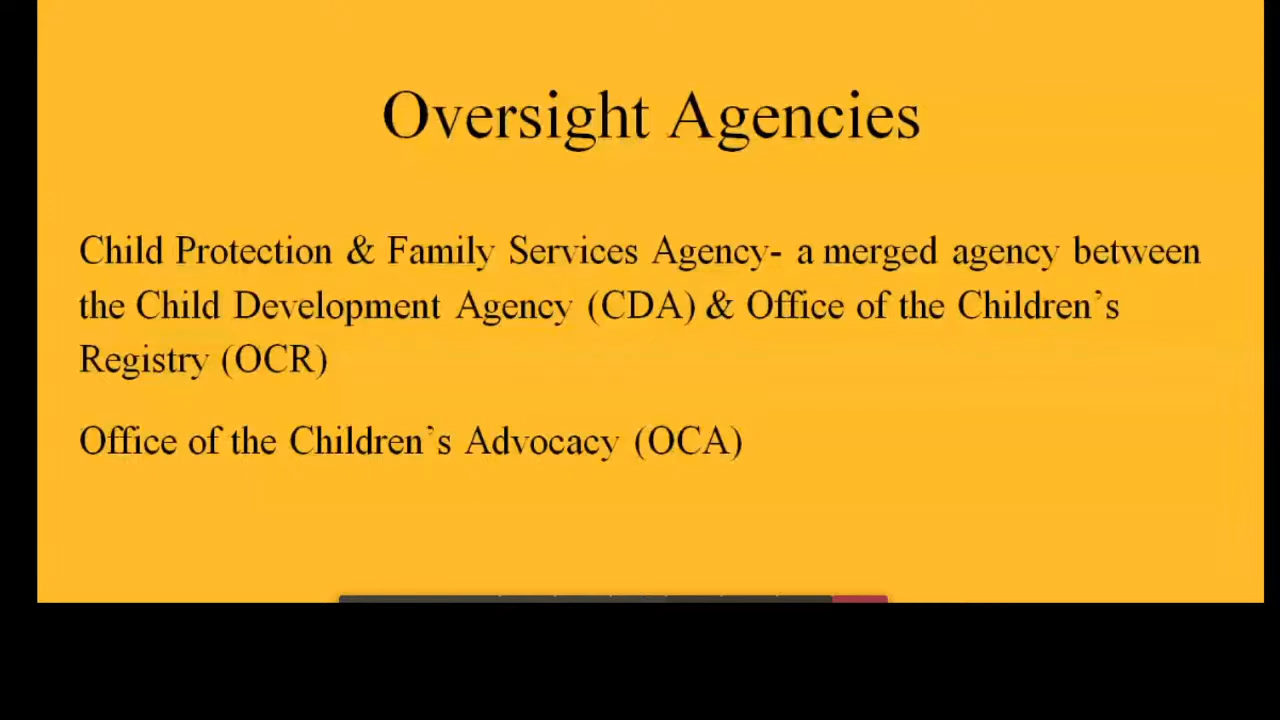 Oversight Agencies
Child Protection & Family Services Agency- a merged agency between
the Child Development Agency (CDA) & Office of the Children’s
Registry (OCR)
Office of the Children’s Advocacy (OCA)